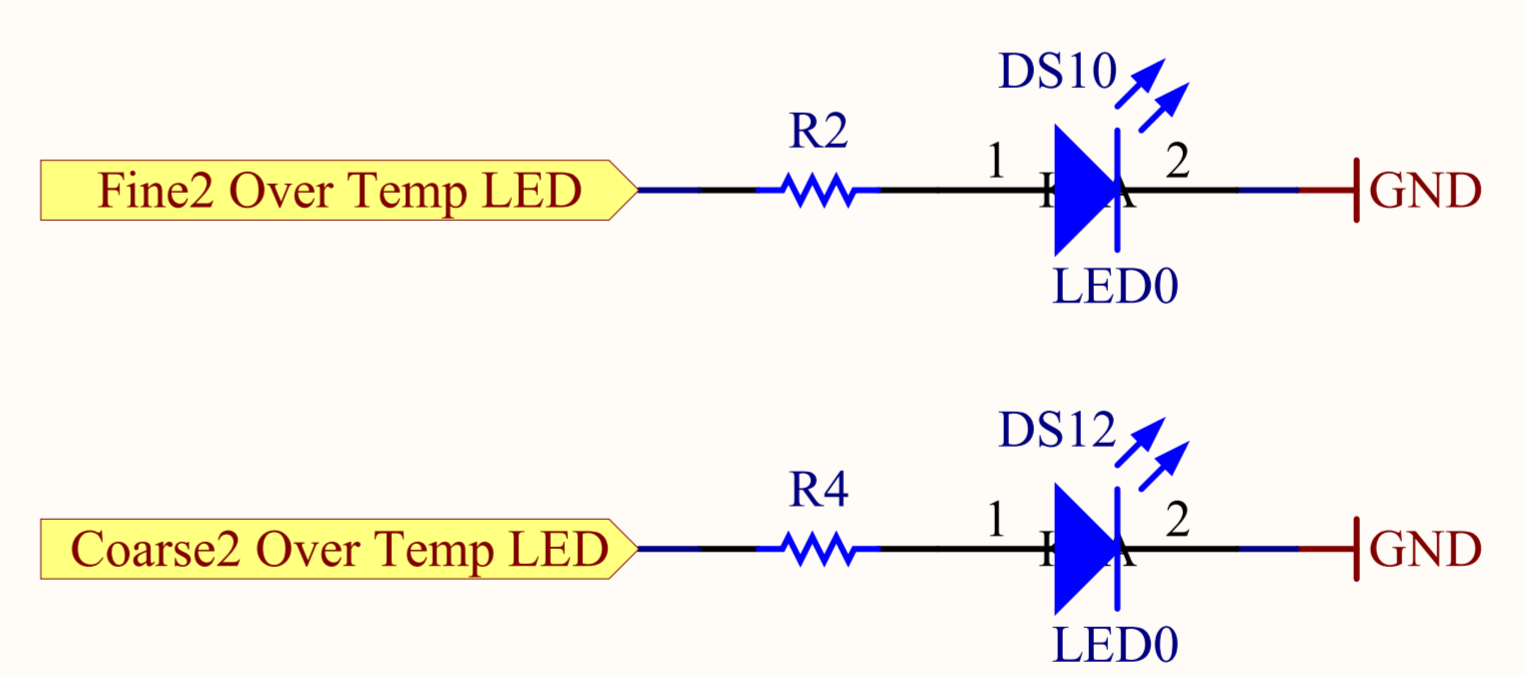 DS10
R2
1 2
Fine2 Over Temp LED K A GND
LED0
DS12
R4
1 2
Coarse2 Over Temp LED K A GND
LED0